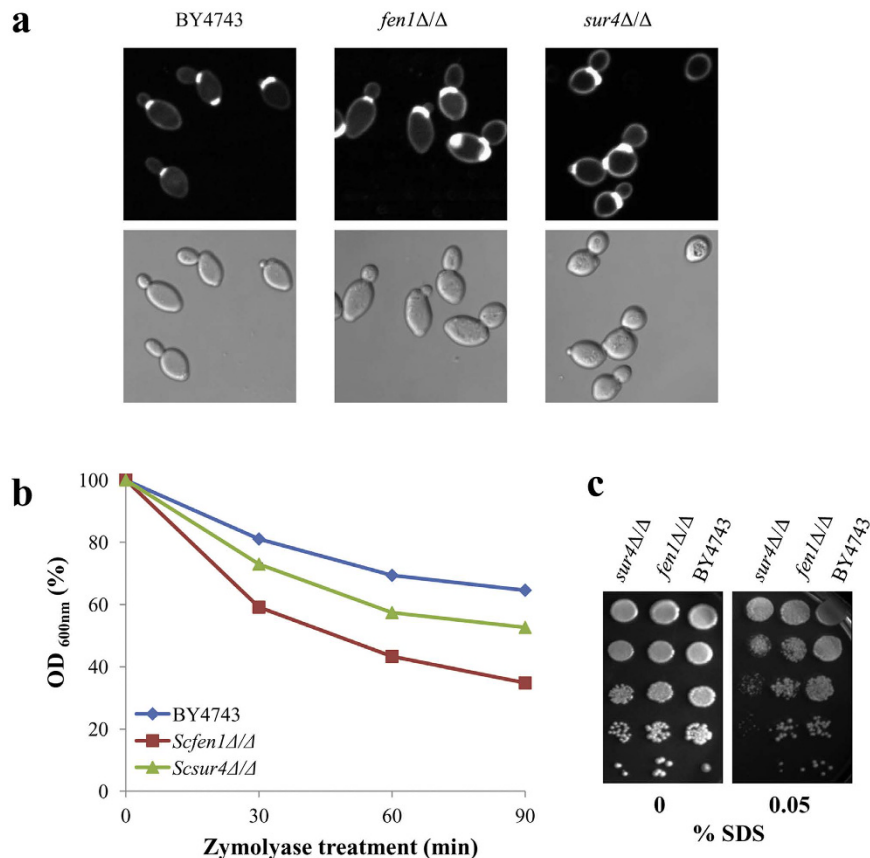 a
BY4743 fen1Δ/Δ sur4Δ/Δ
b
OD 600nm (%)
100
80
60
40
20
0
BY4743
Scfen1Δ/Δ
Scsur4Δ/Δ
0 30 60 90
Zymolyase treatment (min)
c
sur4Δ/Δ fen1Δ/Δ BY4743 sur4Δ/Δ fen1Δ/Δ BY4743
0 0.05
% SDS